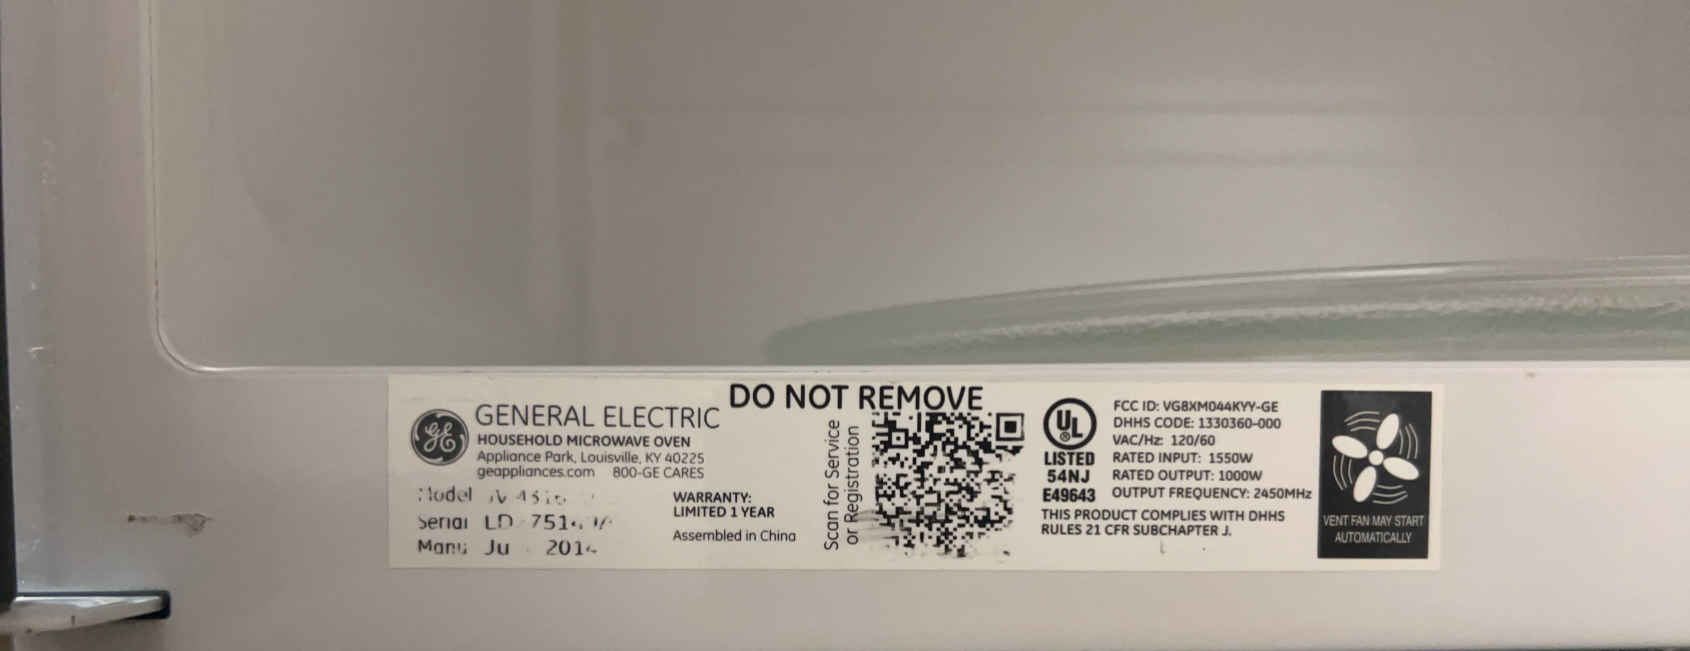 DO NOT REMOVE
GE
GENERAL ELECTRIC
HOUSEHOLD MICROWAVE OVEN
Appliance Park, Louisville, KY 40225
geappliances.com 800-GE CARES
Model
Serial LD
WARRANTY:
LIMITED 1 YEAR
Assembled in China
Scan for Service
or Registration
UL
LISTED
54NJ
E49643
FCC ID: VG8XM044KYY-GE
DHHS CODE: 1330360-000
VAC/Hz: 120/60
RATED INPUT: 1550W
RATED OUTPUT: 1000W
OUTPUT FREQUENCY: 2450MHz
THIS PRODUCT COMPLIES WITH DHHS
RULES 21 CFR SUBCHAPTER J.
VENT FAN MAY START
AUTOMATICALLY